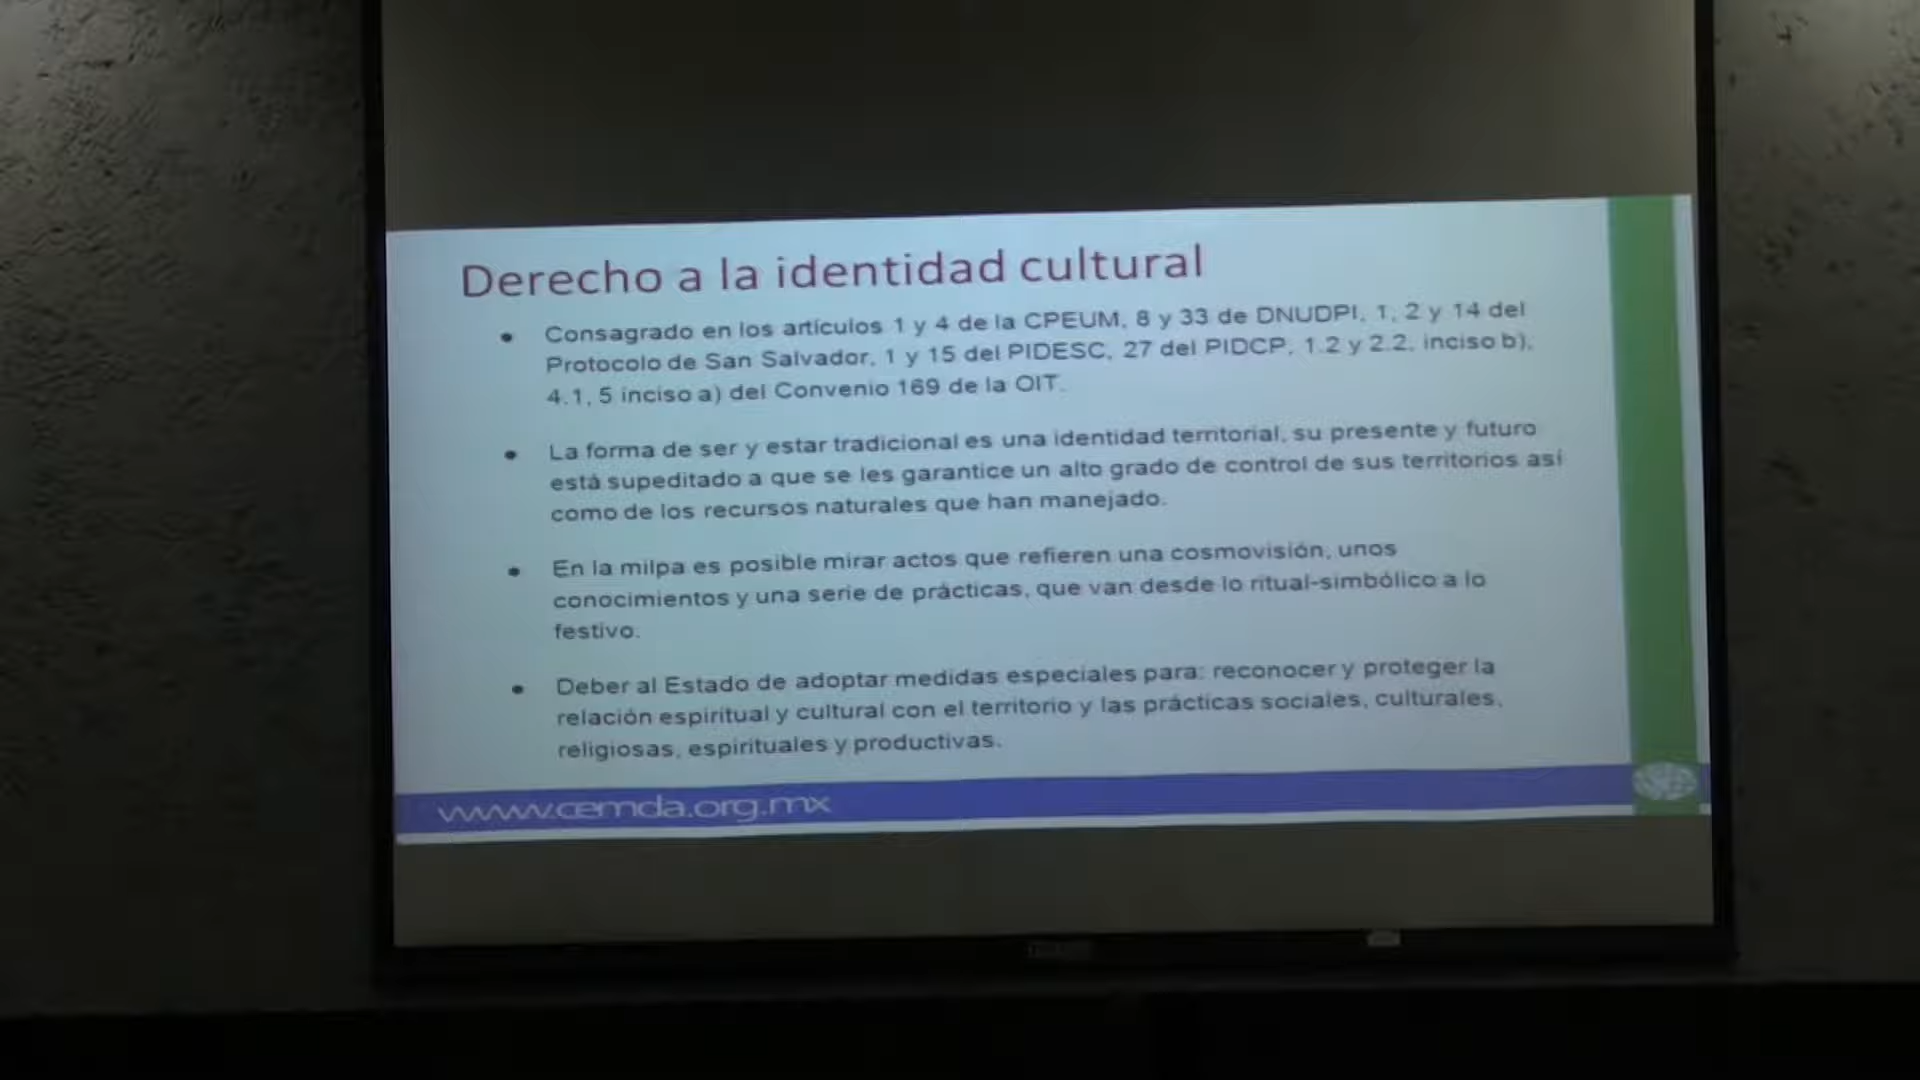 Derecho a la identidad cultural
• Consagrado en los artículos 1 y 4 de la CPEUM, 8 y 33 de DNUDPI, 1, 2 y 14 del
Protocolo de San Salvador, 1 y 15 del PIDESC, 27 del PIDCP, 1.2 y 2.2, inciso b),
4.1, 5 inciso a) del Convenio 169 de la OIT.
• La forma de ser y estar tradicional es una identidad territorial, su presente y futuro
está supeditado a que se les garantice un alto grado de control de sus territorios así
como de los recursos naturales que han manejado.
• En la milpa es posible mirar actos que refieren una cosmovisión, unos
conocimientos y una serie de prácticas, que van desde lo ritual-simbólico a lo
festivo.
• Deber al Estado de adoptar medidas especiales para: reconocer y proteger la
relación espiritual y cultural con el territorio y las prácticas sociales, culturales,
religiosas, espirituales y productivas.
www.cemda.org.mx